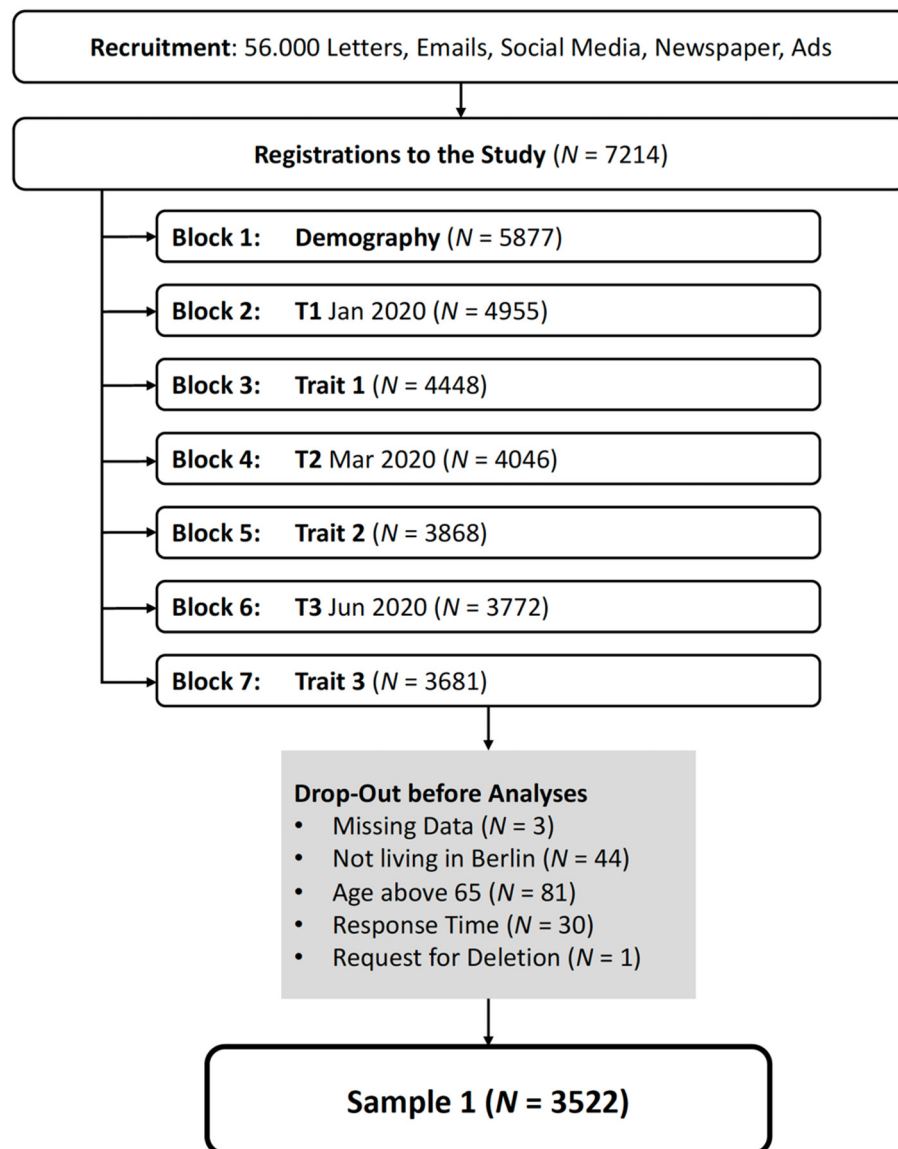 Recruitment: 56.000 Letters, Emails, Social Media, Newspaper, Ads
Registrations to the Study (N = 7214)
Block 1: Demography (N = 5877)
Block 2: T1 Jan 2020 (N = 4955)
Block 3: Trait 1 (N = 4448)
Block 4: T2 Mar 2020 (N = 4046)
Block 5: Trait 2 (N = 3868)
Block 6: T3 Jun 2020 (N = 3772)
Block 7: Trait 3 (N = 3681)
Drop-Out before Analyses
• Missing Data (N = 3)
• Not living in Berlin (N = 44)
• Age above 65 (N = 81)
• Response Time (N = 30)
• Request for Deletion (N = 1)
Sample 1 (N = 3522)